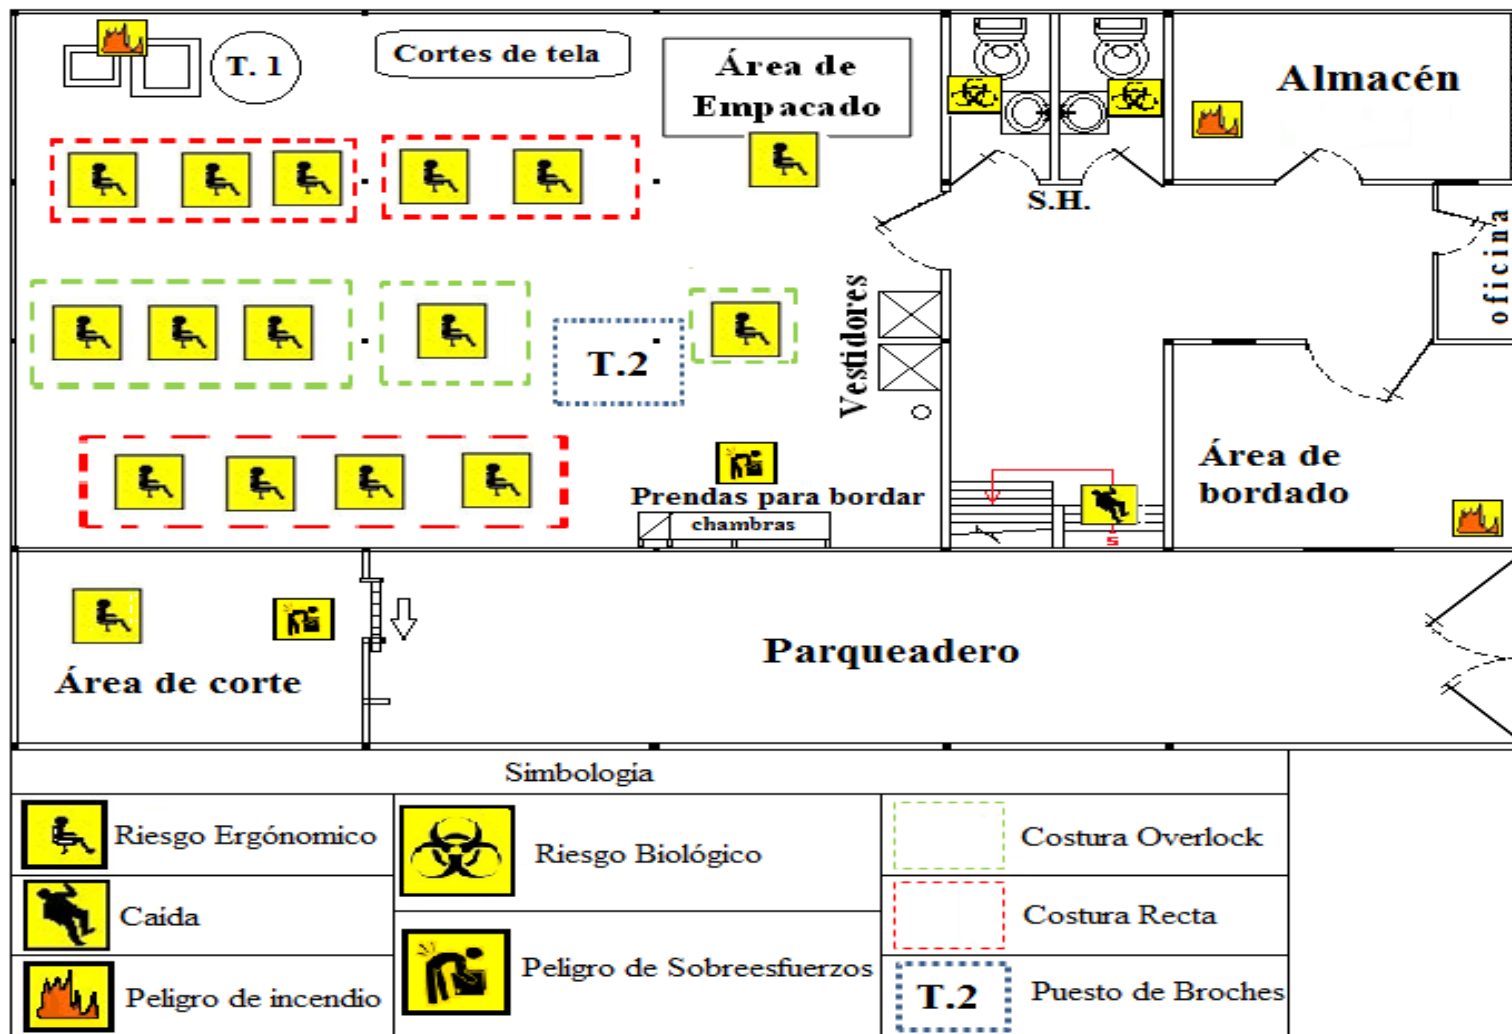 T. 1
Cortes de tela
Área de
Empacado
Almacén
S.H.
oficina
Vestidores
T.2
Área de
bordado
Prendas para bordar
chambras
s
Área de corte
Parqueadero
Simbología
Riesgo Ergónomico
Riesgo Biológico
Costura Overlock
Caída
Costura Recta
Peligro de Sobreesfuerzos
Peligro de incendio
T.2
Puesto de Broches